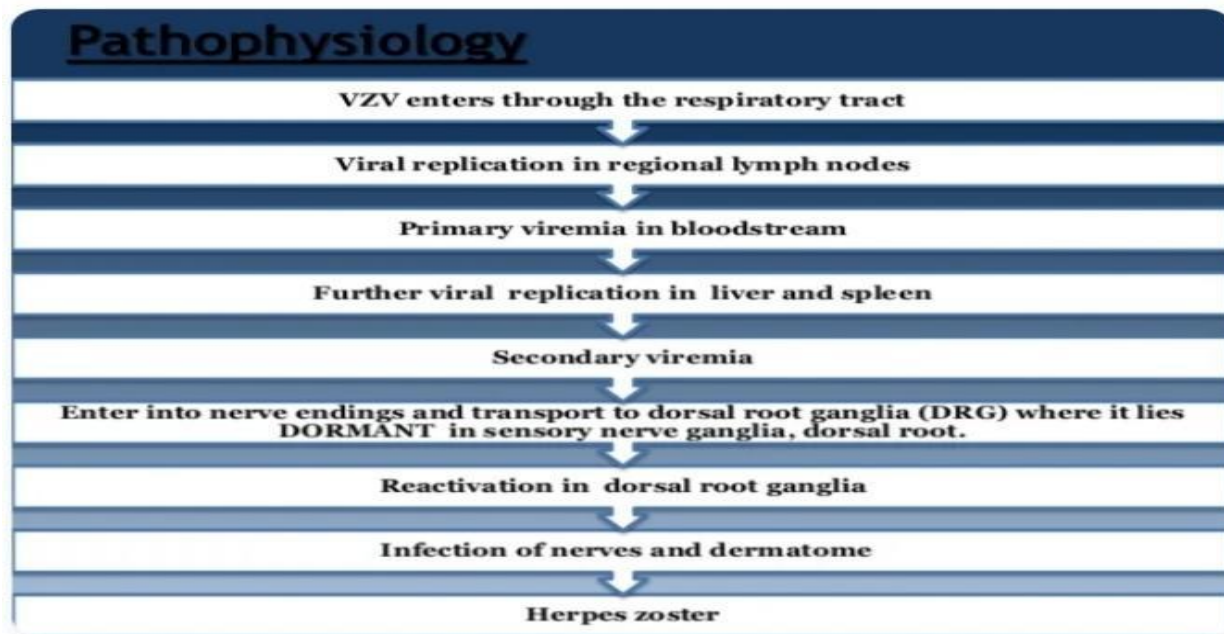 Pathophysiology
VZV enters through the respiratory tract
Viral replication in regional lymph nodes
Primary viremia in bloodstream
Further viral replication in liver and spleen
Secondary viremia
Enter into nerve endings and transport to dorsal root ganglia (DRG) where it lies
DORMANT in sensory nerve ganglia, dorsal root.
Reactivation in dorsal root ganglia
Infection of nerves and dermatome
Herpes zoster